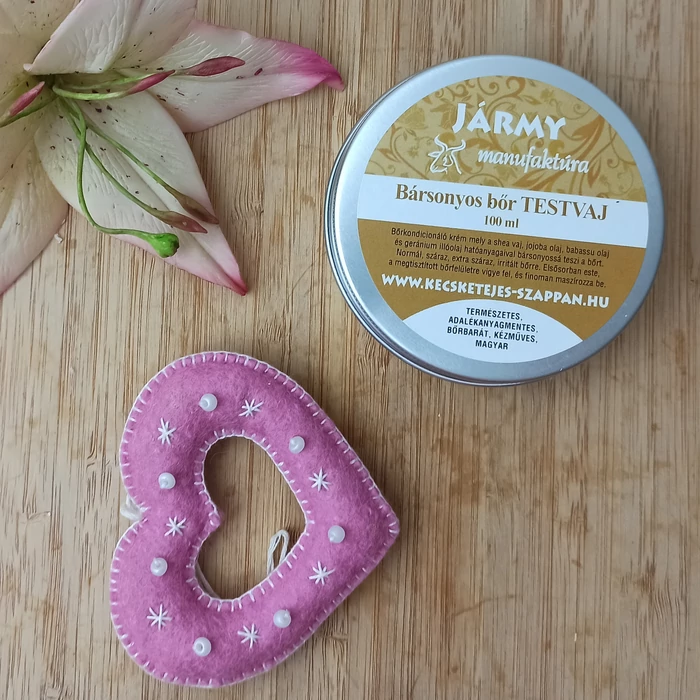 JÁRMY
manufaktúra
Bársonyos bőr TESTVAJ
100 ml
Bőrkondicionáló krém mely a shea vaj, jojoba olaj, babassu olaj
és geránium illóolaj hatóanyagaival bársonyossá teszi a bőrt.
Normál, száraz, extra száraz, irritált bőrre. Elsősorban este,
a megtisztított bőrfelületre vigye fel, és finoman maszírozza be.
WWW.KECSKETEJES-SZAPPAN.HU
TERMÉSZETES,
ADALÉKANYAGMENTES,
BŐRBARÁT, KÉZMŰVES,
MAGYAR